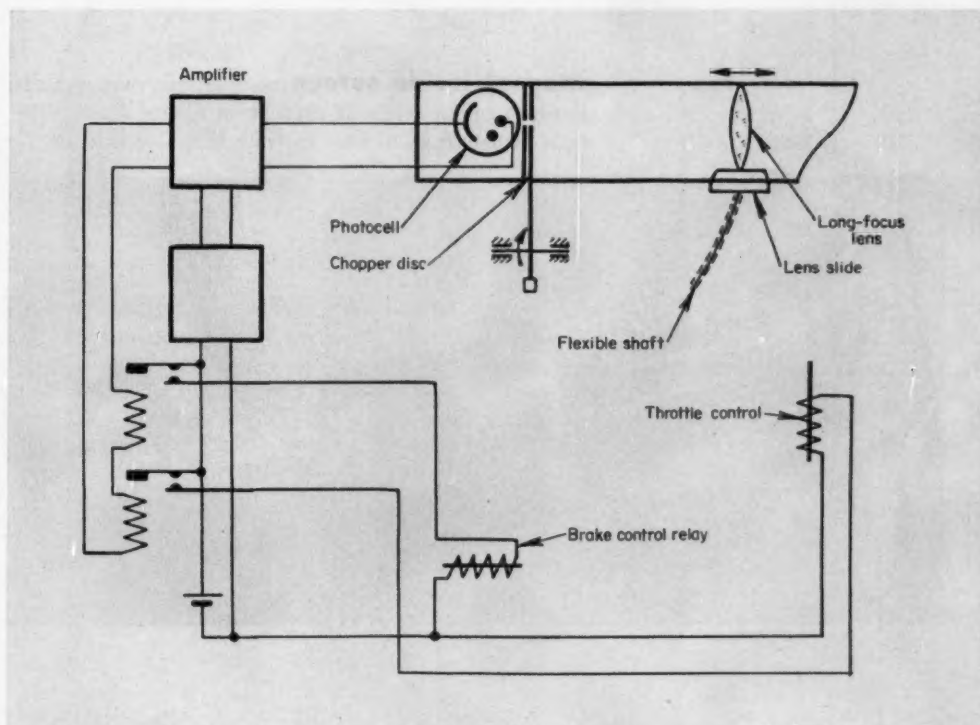 Amplifier
Photocell
Chopper disc
Long-focus
lens
Lens slide
Flexible shaft
Throttle control
Brake control relay